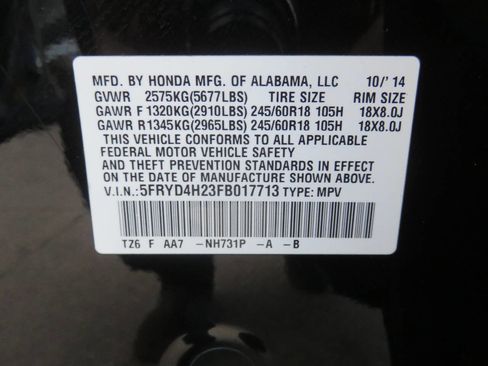 MFD. BY HONDA MFG. OF ALABAMA, LLC 10/'14
GVWR 2575KG(5677LBS) TIRE SIZE RIM SIZE
GAWR F1320KG(2910LBS) 245/60R18 105H 18X8.0J
GAWR R1345KG(2965LBS) 245/60R18 105H 18X8.0J
THIS VEHICLE CONFORMS TO ALL APPLICABLE
FEDERAL MOTOR VEHICLE SAFETY
AND THEFT PREVENTION STANDARDS IN EFFECT
ON THE DATE OF MANUFACTURE SHOWN ABOVE.
V.I.N.: 5FRYD4H23FB017713 TYPE: MPV
TZ6 F AA7 -NH731P -A -B